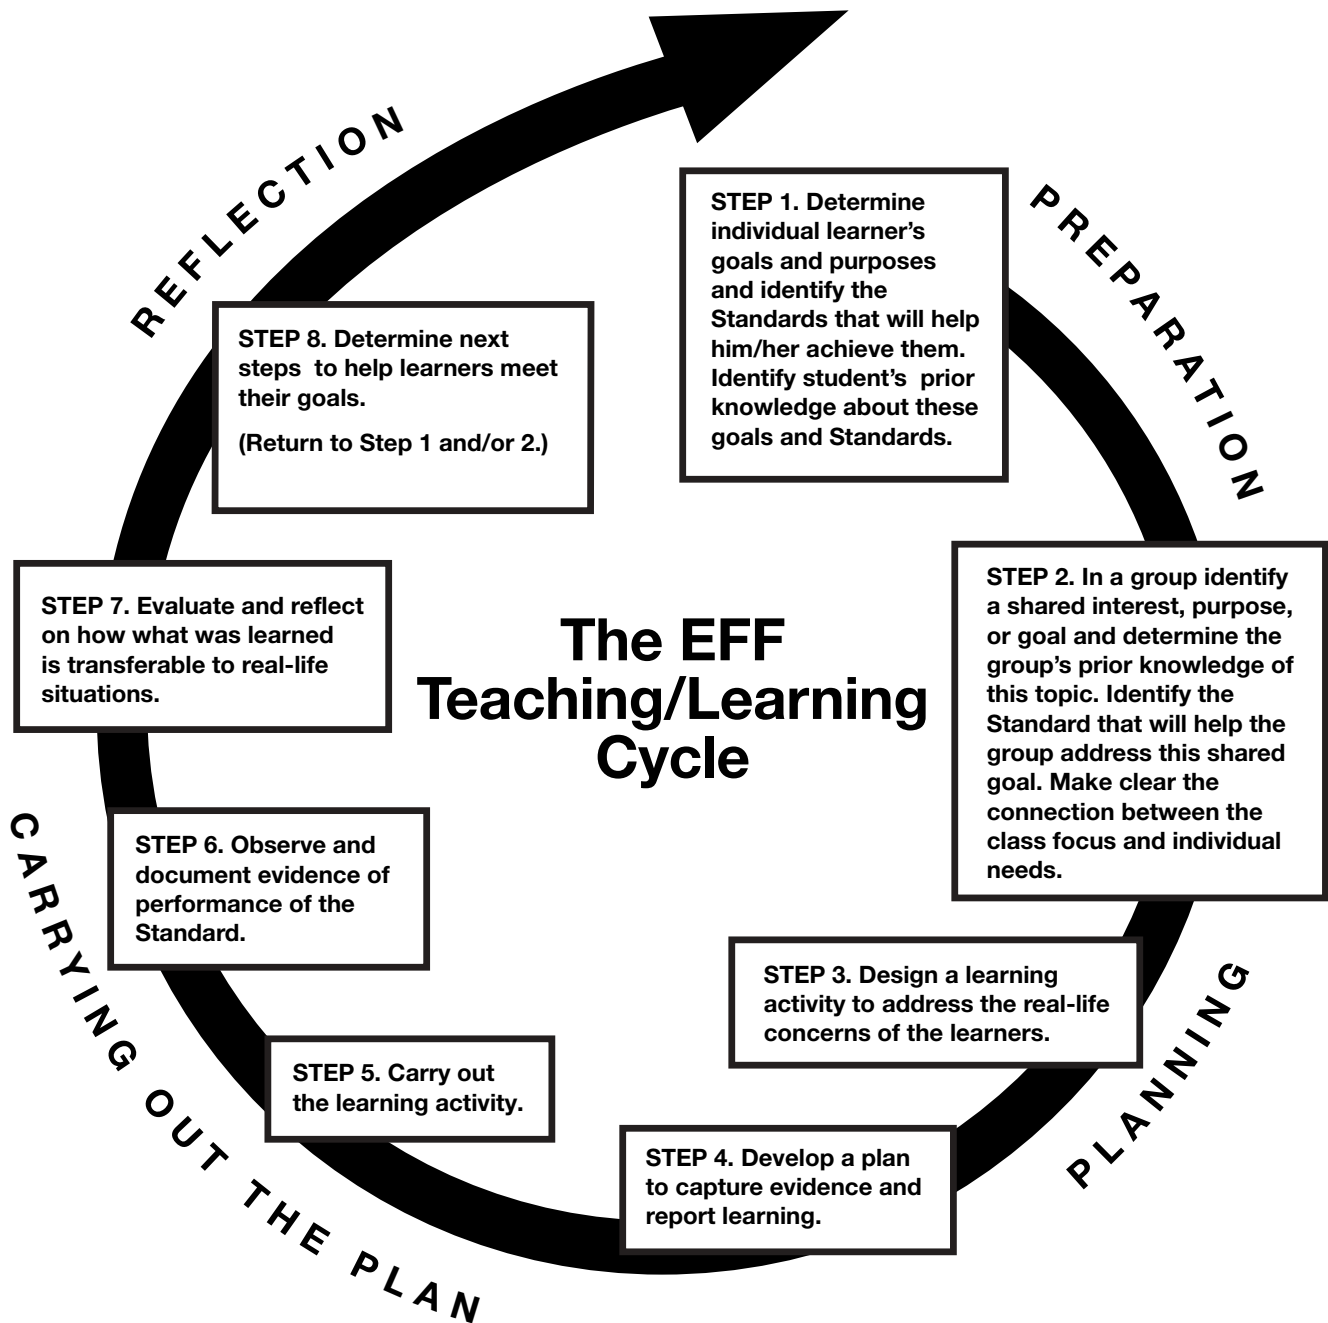 REFLECTION
PREPARATION
STEP 1. Determine
individual learner’s
goals and purposes
and identify the
Standards that will help
him/her achieve them.
Identify student’s  prior
knowledge about these
goals and Standards.
STEP 8. Determine next
steps  to help learners meet
their goals.
(Return to Step 1 and/or 2.)
STEP 2. In a group identify
a shared interest, purpose,
or goal and determine the
group’s prior knowledge of
this topic. Identify the
Standard that will help the
group address this shared
goal. Make clear the
connection between the
class focus and individual
needs.
STEP 7. Evaluate and reflect
on how what was learned
is transferable to real-life
situations.
The EFF
Teaching/Learning
Cycle
STEP 6. Observe and
document evidence of
performance of the
Standard.
STEP 3. Design a learning
activity to address the real-life
concerns of the learners.
STEP 5. Carry out
the learning activity.
STEP 4. Develop a plan
to capture evidence and
report learning.
PLANNING
CARRYING OUT THE PLAN